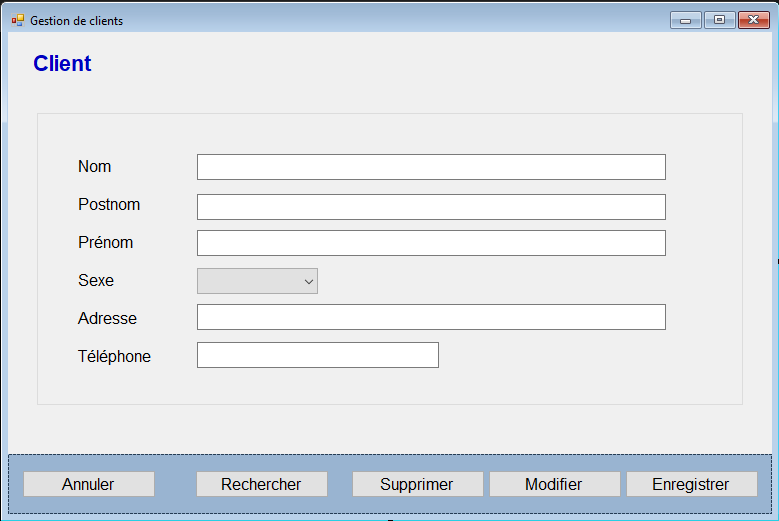 Gestion de clients
Client
Nom
Postnom
Prénom
Sexe
Adresse
Téléphone
Annuler Rechercher Supprimer Modifier Enregistrer